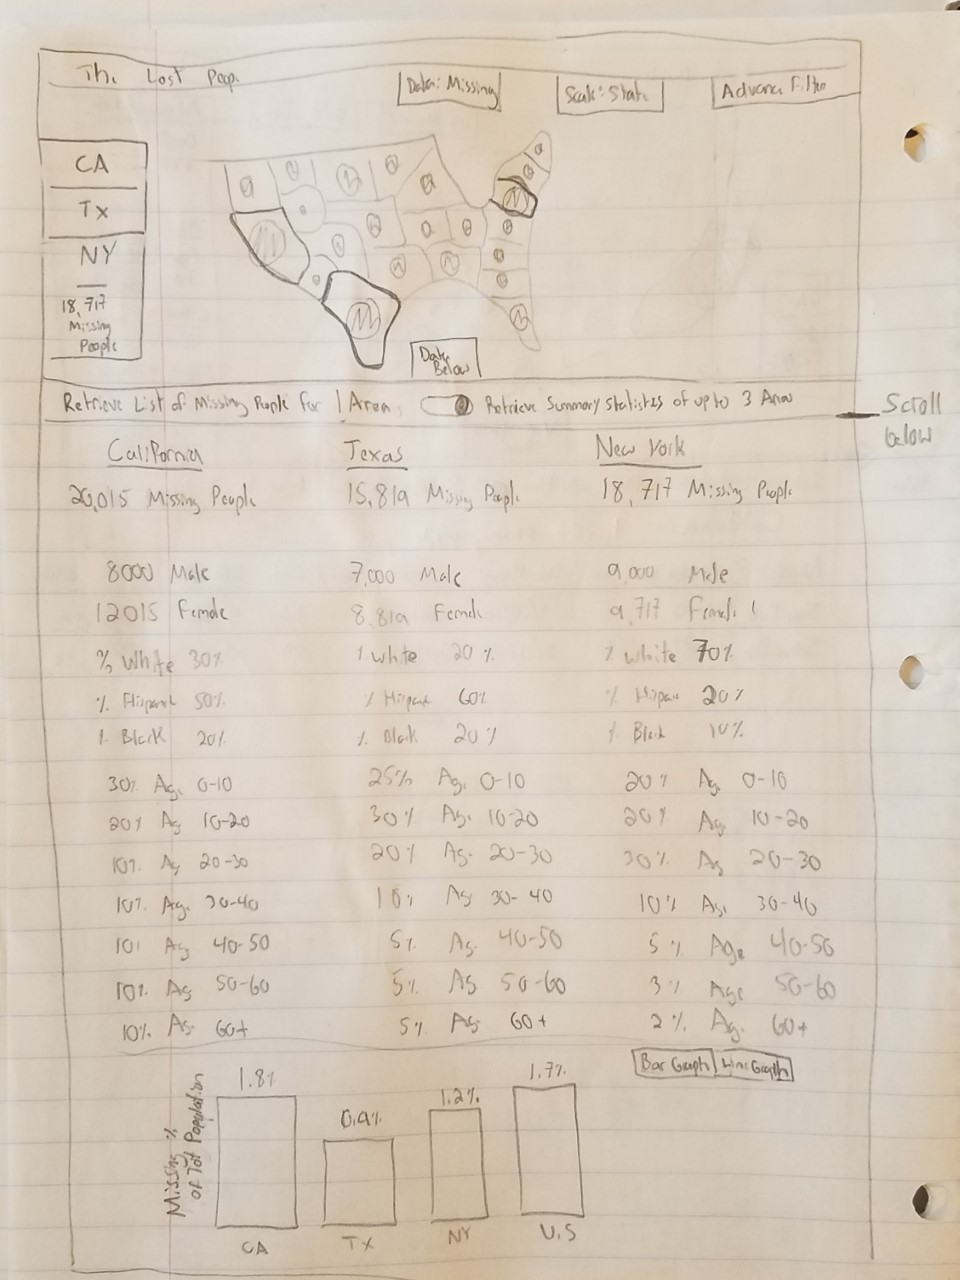 The Lost Peop.
Data: Missing
Scale: State
Advance Filter
CA
Tx
NY
18,717
Missing
People
Data
Below
Retrieve List of Missing People for 1 Area
Retrieve Summary Statistics of up to 3 Area
Scroll
below
California Texas New York
20,015 Missing People 15,819 Missing People 18,717 Missing People
8000 Male 7,000 Male 9,000 Male
12015 Female 8,819 Female 9,717 Female
% White 30% % White 20% % White 70%
% Hispanic 50% % Hispanic 60% % Hispanic 20%
% Black 20% % Black 20% % Black 10%
30% Age 0-10 25% Age 0-10 20% Age 0-10
20% Age 10-20 30% Age 10-20 20% Age 10-20
10% Age 20-30 20% Age 20-30 30% Age 20-30
10% Age 30-40 10% Age 30-40 10% Age 30-40
10% Age 40-50 5% Age 40-50 5% Age 40-50
10% Age 50-60 5% Age 50-60 3% Age 50-60
10% Age 60+ 5% Age 60+ 2% Age 60+
Bar Graph Line Graph
Missing %
of Tot Population
1.8% 0.9% 1.2% 1.7%
CA TX NY U.S